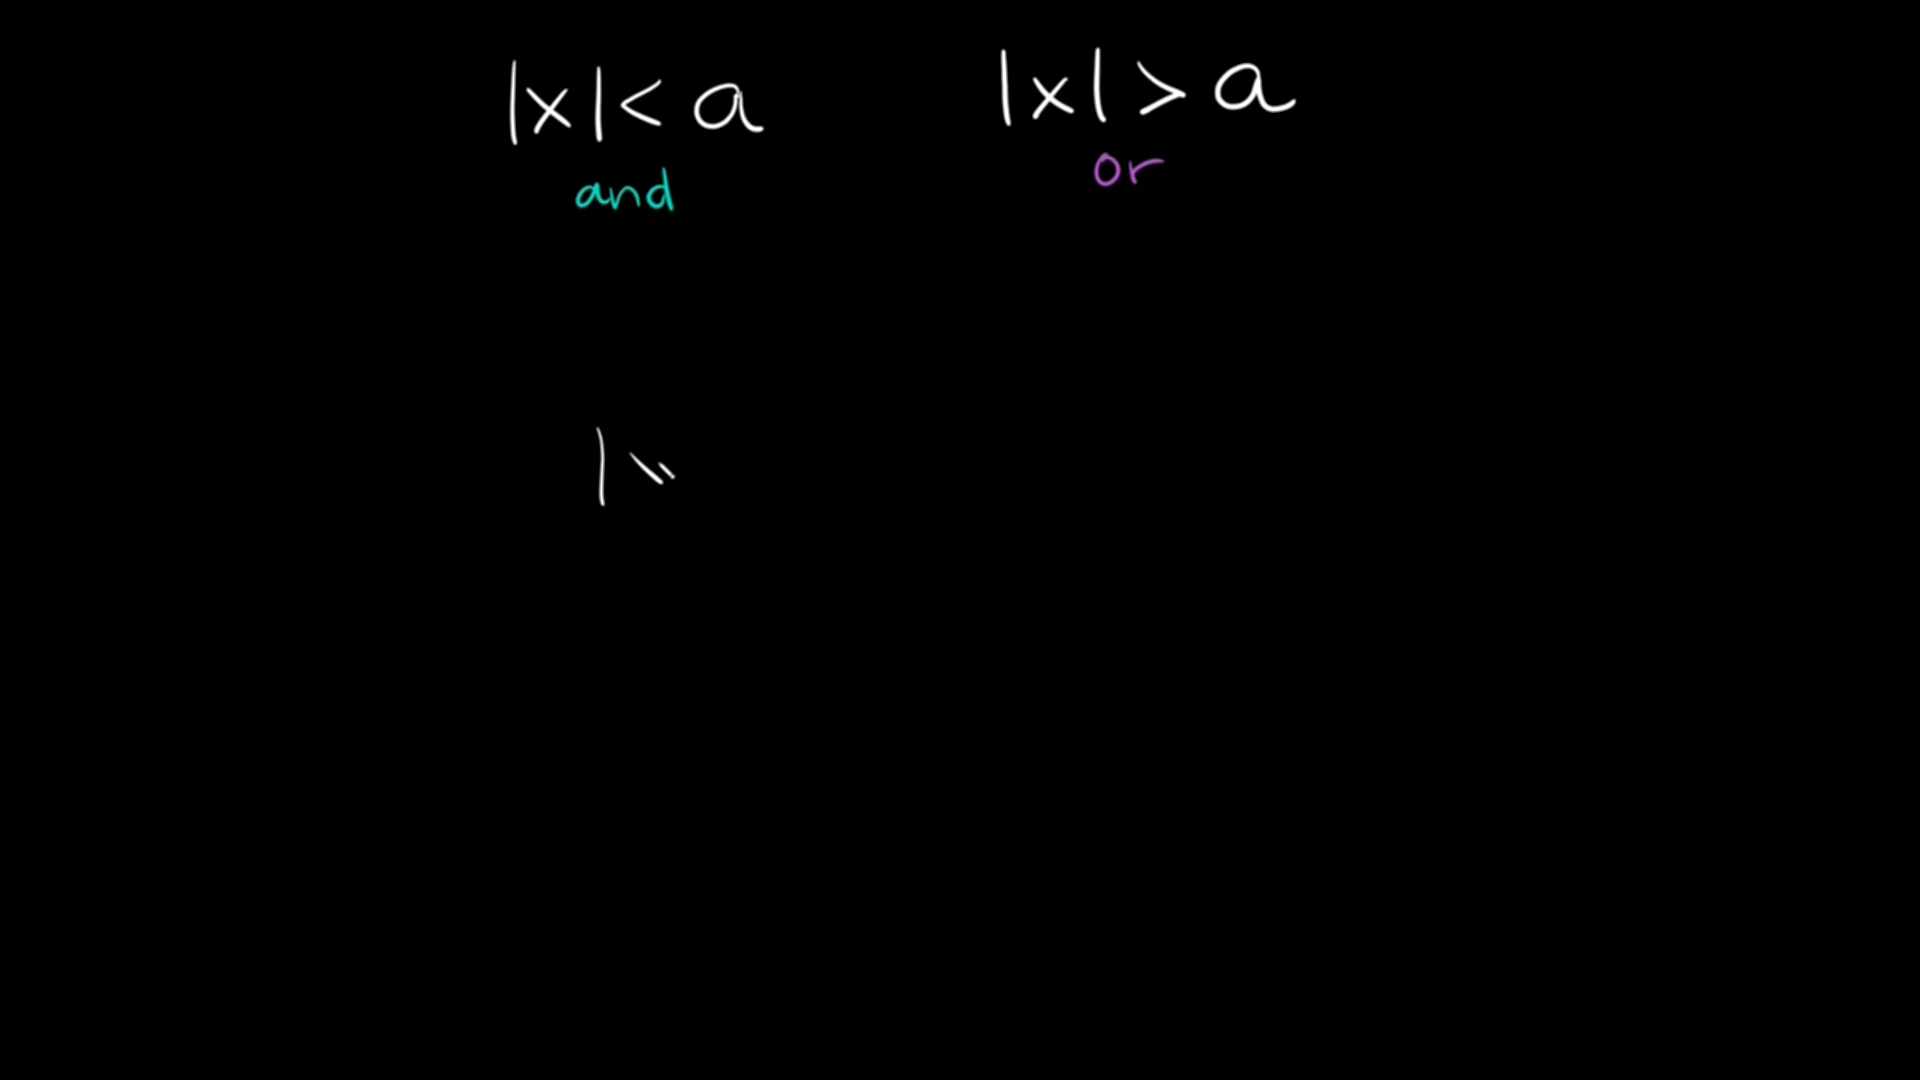 |x| < a
|x| > a
and
or
|